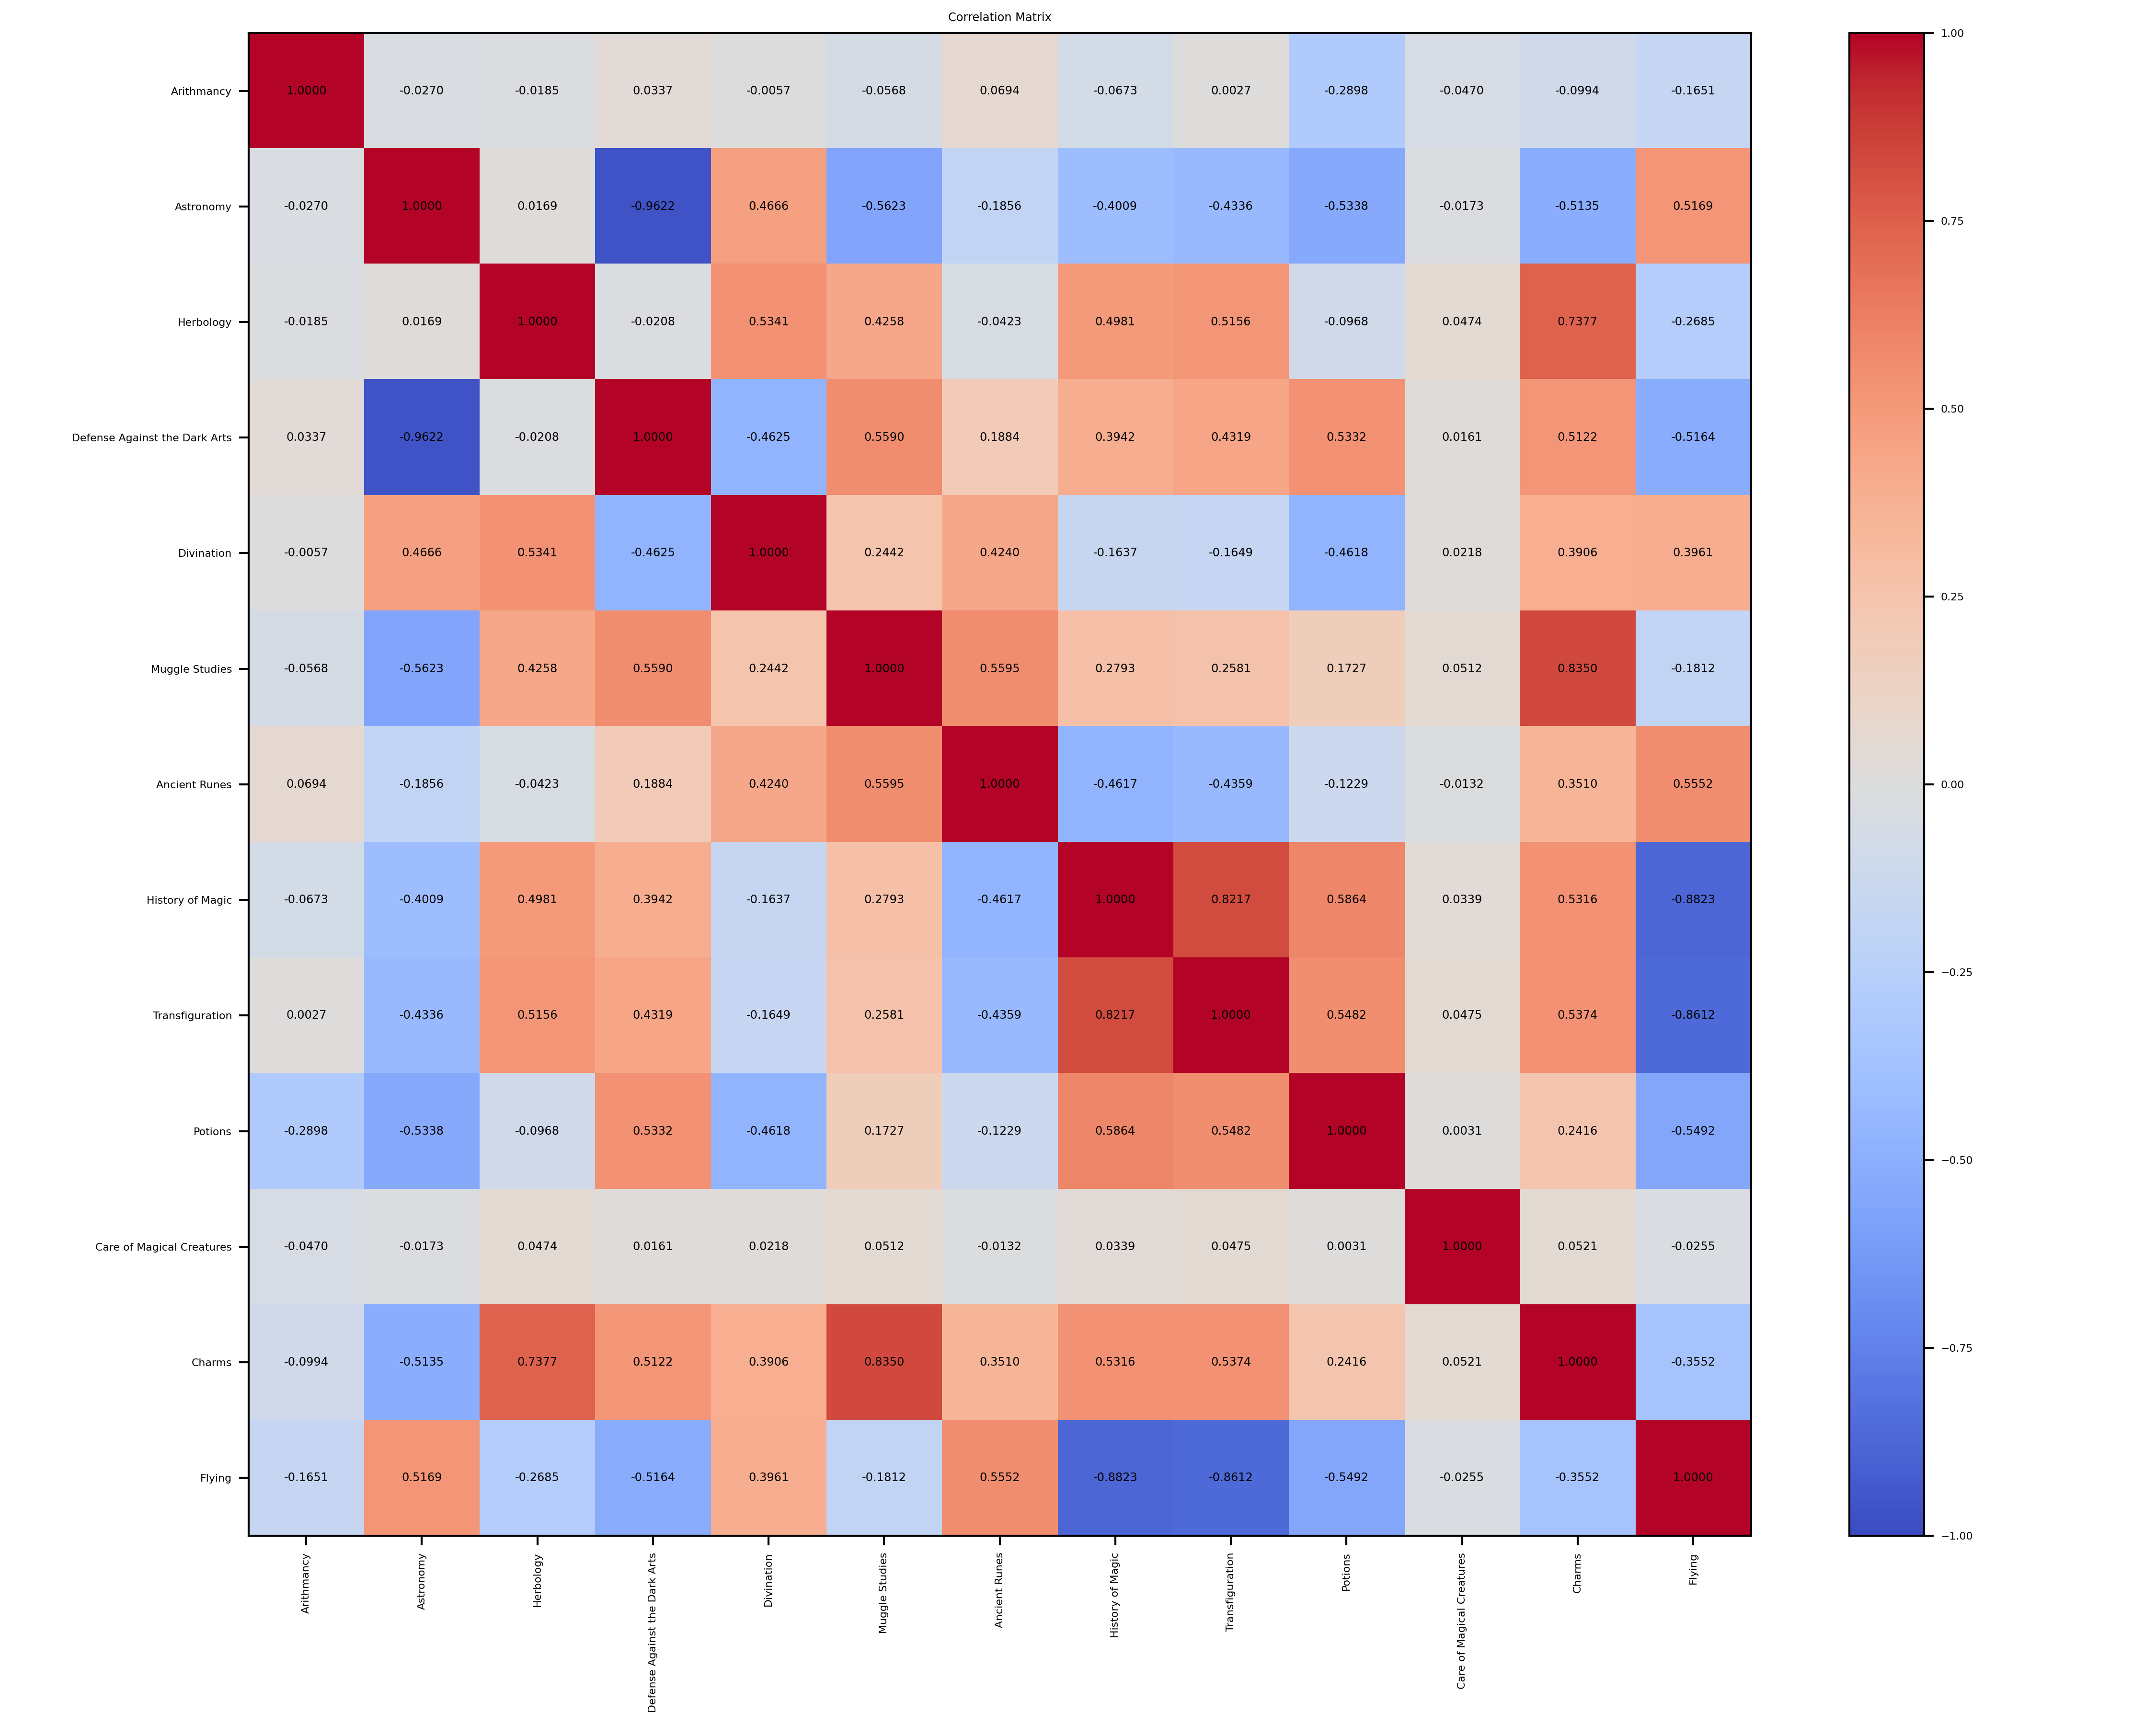 Correlation Matrix
Arithmancy 1.0000 -0.0270 -0.0185 0.0337 -0.0057 -0.0568 0.0694 -0.0673 0.0027 -0.2898 -0.0470 -0.0994 -0.1651
Astronomy -0.0270 1.0000 0.0169 -0.9622 0.4666 -0.5623 -0.1856 -0.4009 -0.4336 -0.5338 -0.0173 -0.5135 0.5169
Herbology -0.0185 0.0169 1.0000 -0.0208 0.5341 0.4258 -0.0423 0.4981 0.5156 -0.0968 0.0474 0.7377 -0.2685
Defense Against the Dark Arts 0.0337 -0.9622 -0.0208 1.0000 -0.4625 0.5590 0.1884 0.3942 0.4319 0.5332 0.0161 0.5122 -0.5164
Divination -0.0057 0.4666 0.5341 -0.4625 1.0000 0.2442 0.4240 -0.1637 -0.1649 -0.4618 0.0218 0.3906 0.3961
Muggle Studies -0.0568 -0.5623 0.4258 0.5590 0.2442 1.0000 0.5595 0.2793 0.2581 0.1727 0.0512 0.8350 -0.1812
Ancient Runes 0.0694 -0.1856 -0.0423 0.1884 0.4240 0.5595 1.0000 -0.4617 -0.4359 -0.1229 -0.0132 0.3510 0.5552
History of Magic -0.0673 -0.4009 0.4981 0.3942 -0.1637 0.2793 -0.4617 1.0000 0.8217 0.5864 0.0339 0.5316 -0.8823
Transfiguration 0.0027 -0.4336 0.5156 0.4319 -0.1649 0.2581 -0.4359 0.8217 1.0000 0.5482 0.0475 0.5374 -0.8612
Potions -0.2898 -0.5338 -0.0968 0.5332 -0.4618 0.1727 -0.1229 0.5864 0.5482 1.0000 0.0031 0.2416 -0.5492
Care of Magical Creatures -0.0470 -0.0173 0.0474 0.0161 0.0218 0.0512 -0.0132 0.0339 0.0475 0.0031 1.0000 0.0521 -0.0255
Charms -0.0994 -0.5135 0.7377 0.5122 0.3906 0.8350 0.3510 0.5316 0.5374 0.2416 0.0521 1.0000 -0.3552
Flying -0.1651 0.5169 -0.2685 -0.5164 0.3961 -0.1812 0.5552 -0.8823 -0.8612 -0.5492 -0.0255 -0.3552 1.0000
Arithmancy
Astronomy
Herbology
Defense Against the Dark Arts
Divination
Muggle Studies
Ancient Runes
History of Magic
Transfiguration
Potions
Care of Magical Creatures
Charms
Flying
1.00
0.75
0.50
0.25
0.00
−0.25
−0.50
−0.75
−1.00